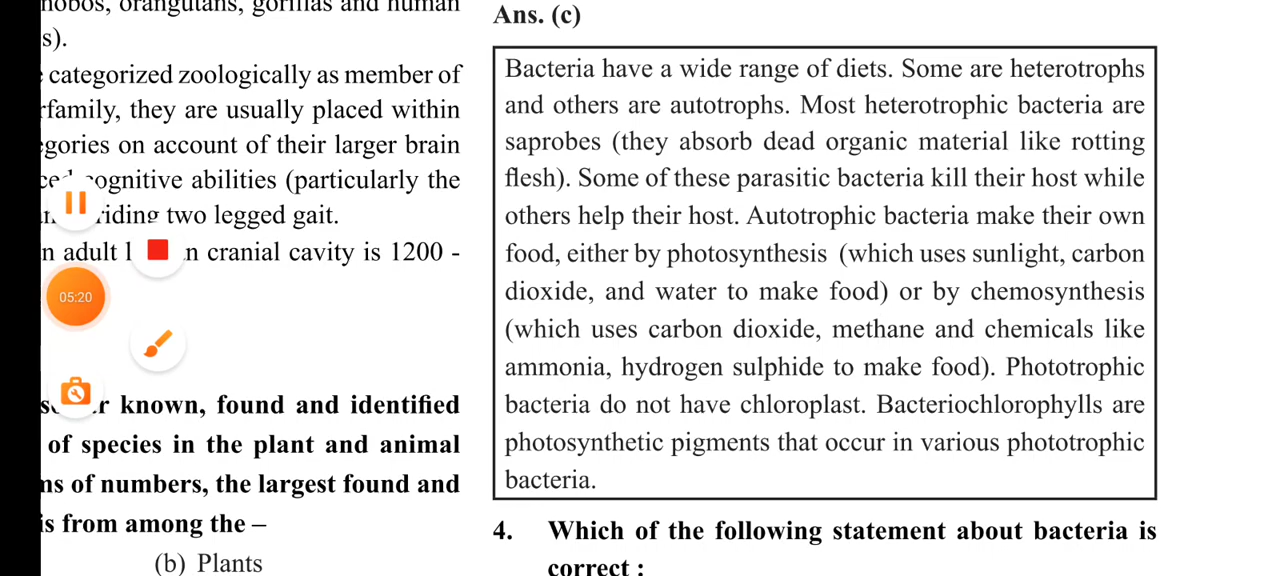 nobos, orangutans, gorillas and human
s).
categorized zoologically as member of
family, they are usually placed within
gories on account of their larger brain
cognitive abilities (particularly the
riding two legged gait.
n adult l n cranial cavity is 1200 -
05:20
r known, found and identified
of species in the plant and animal
ms of numbers, the largest found and
is from among the –
(b) Plants
Ans. (c)
Bacteria have a wide range of diets. Some are heterotrophs
and others are autotrophs. Most heterotrophic bacteria are
saprobes (they absorb dead organic material like rotting
flesh). Some of these parasitic bacteria kill their host while
others help their host. Autotrophic bacteria make their own
food, either by photosynthesis (which uses sunlight, carbon
dioxide, and water to make food) or by chemosynthesis
(which uses carbon dioxide, methane and chemicals like
ammonia, hydrogen sulphide to make food). Phototrophic
bacteria do not have chloroplast. Bacteriochlorophylls are
photosynthetic pigments that occur in various phototrophic
bacteria.
4. Which of the following statement about bacteria is
correct :